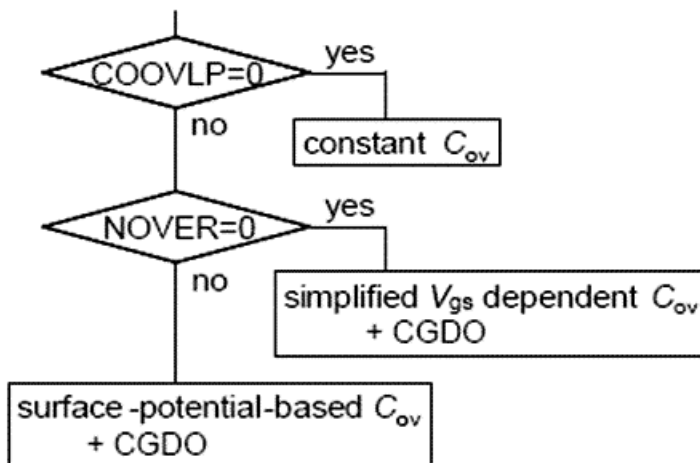 COOVLP=0
yes
no
constant Cov
NOVER=0
yes
no
simplified Vgs dependent Cov
+ CGDO
surface-potential-based Cov
+ CGDO